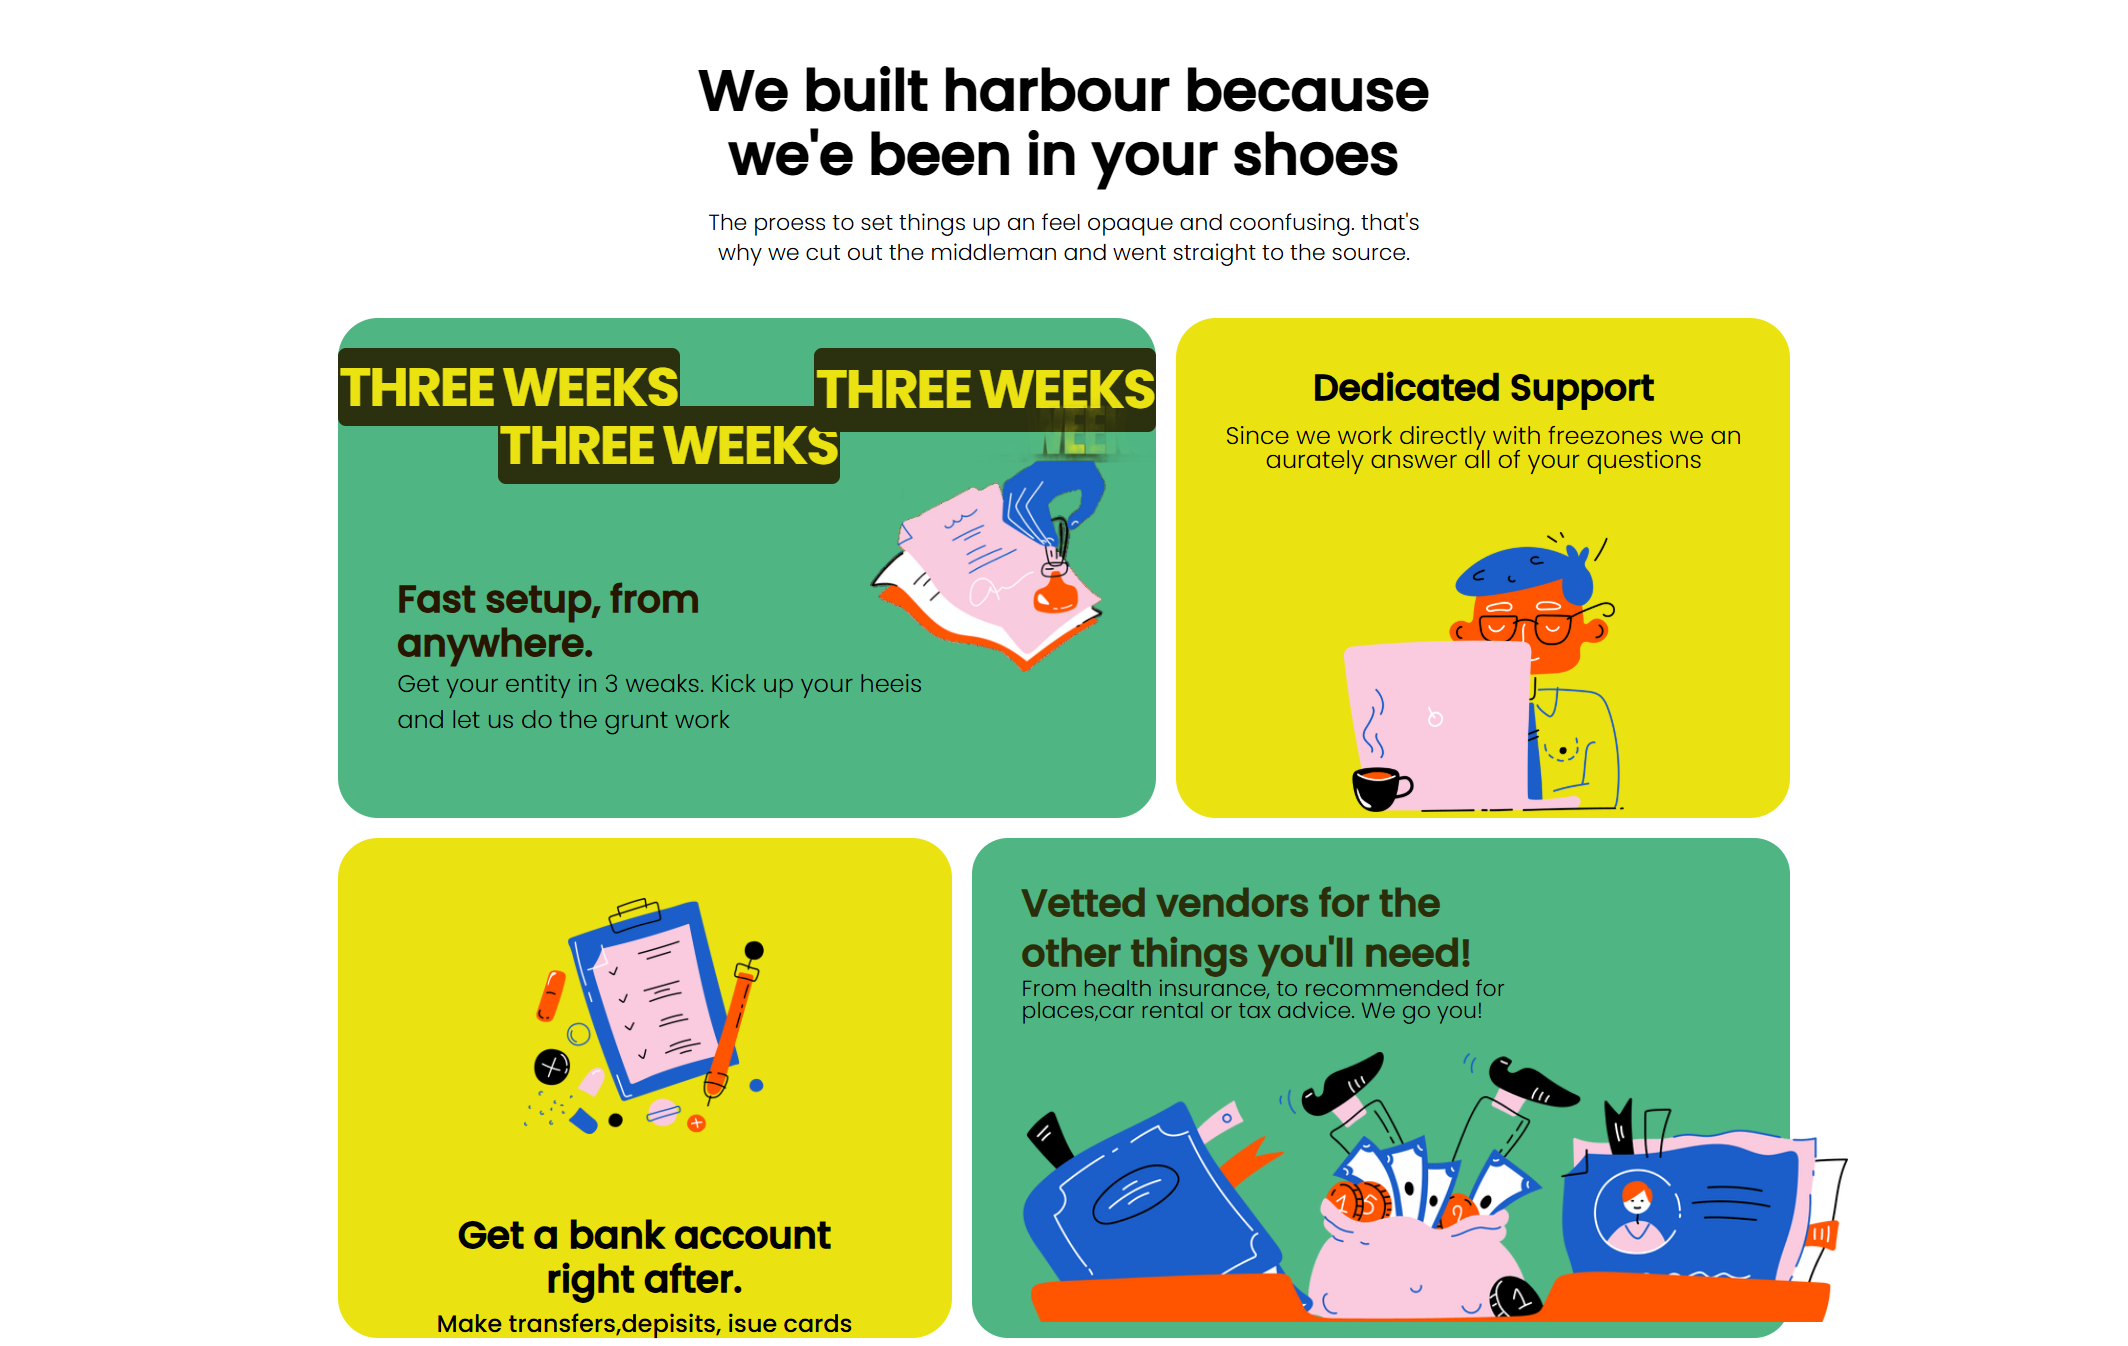 We built harbour because
we'e been in your shoes
The proess to set things up an feel opaque and coonfusing. that's
why we cut out the middleman and went straight to the source.
THREE WEEKS
THREE WEEKS
THREE WEEKS
Fast setup, from
anywhere.
Get your entity in 3 weaks. Kick up your heeis
and let us do the grunt work
Dedicated Support
Since we work directly with freezones we an
aurately answer all of your questions
Get a bank account
right after.
Make transfers,depisits, isue cards
Vetted vendors for the
other things you'll need!
From health insurance, to recommended for
places,car rental or tax advice. We go you!
15
2
1